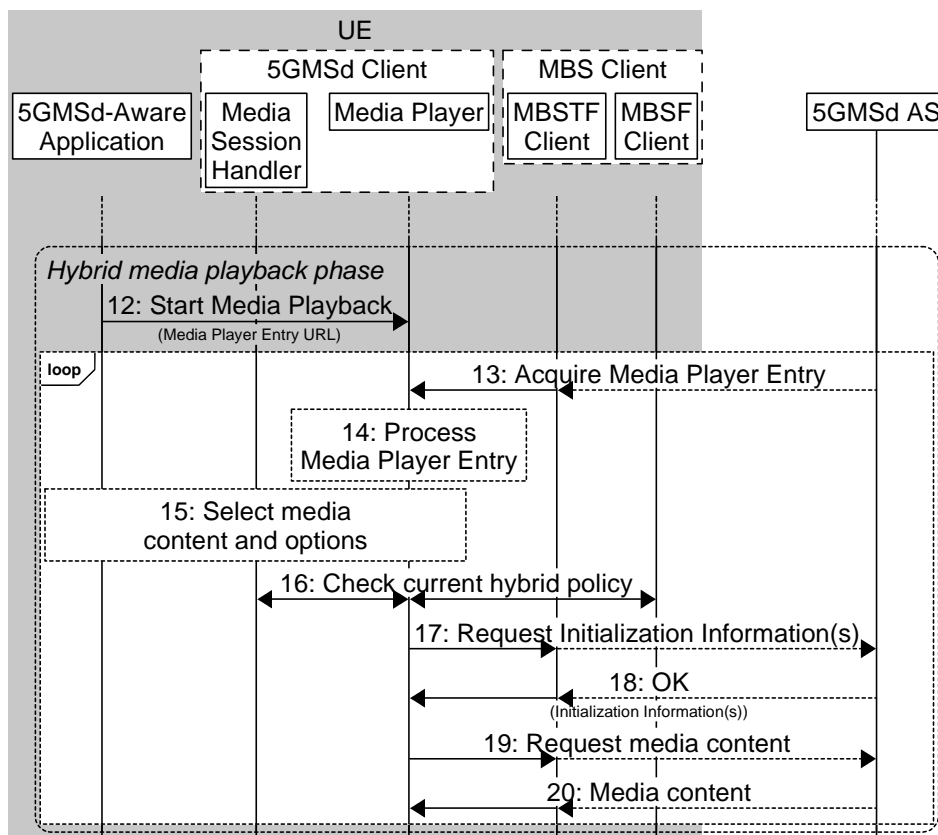 UE
5GMSd Client
MBS Client
5GMSd-Aware
Application
Media
Session
Handler
Media Player
MBSTF
Client
MBSF
Client
5GMSd AS
Hybrid media playback phase
12: Start Media Playback
(Media Player Entry URL)
loop
13: Acquire Media Player Entry
14: Process
Media Player Entry
15: Select media
content and options
16: Check current hybrid policy
17: Request Initialization Information(s)
18: OK
(Initialization Information(s))
19: Request media content
20: Media content